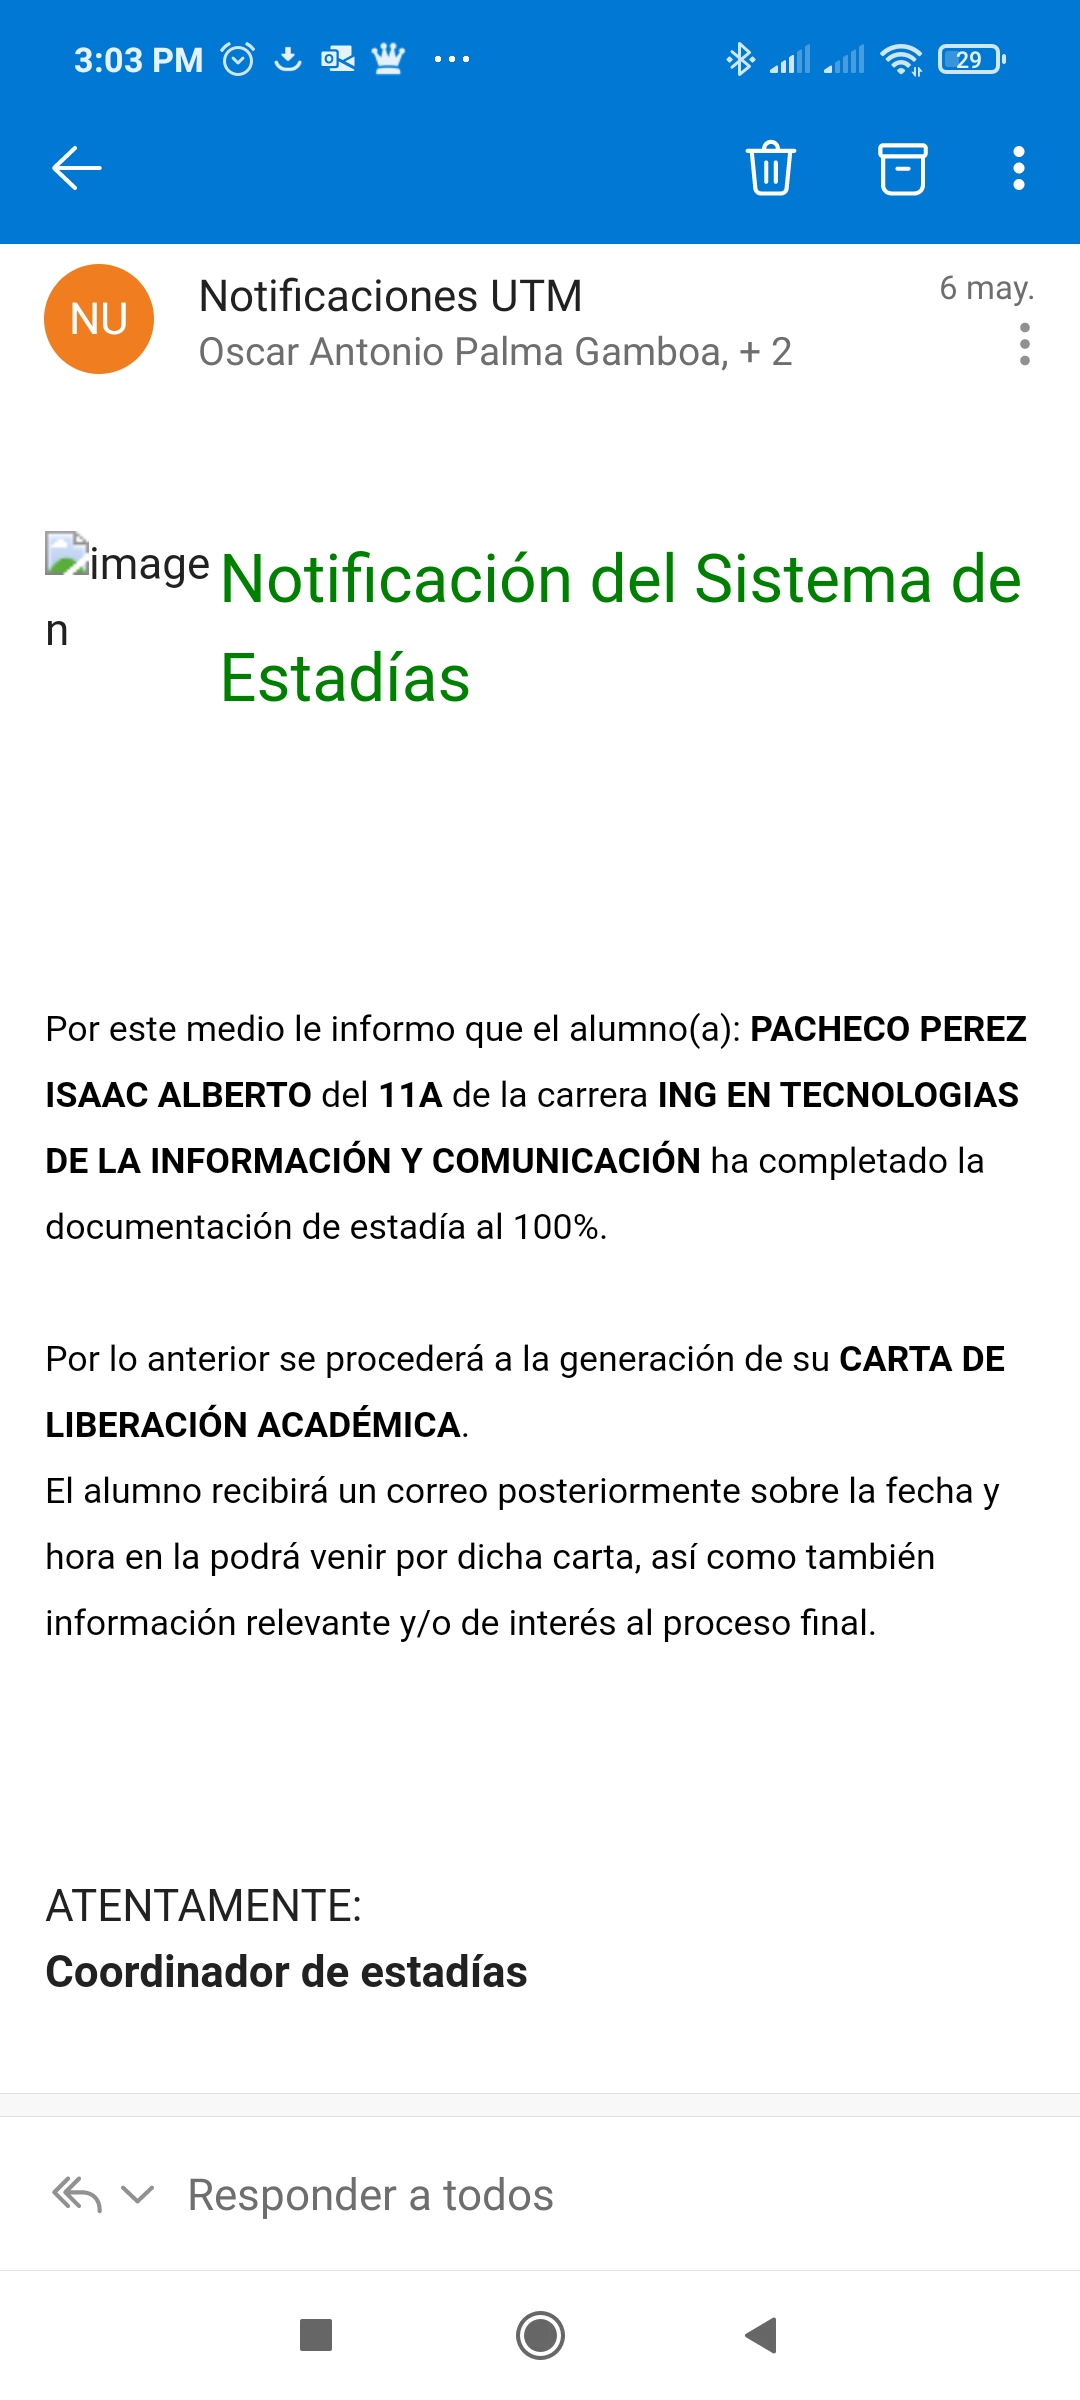 3:03 PM
29
NU
Notificaciones UTM
6 may.
Oscar Antonio Palma Gamboa, + 2
image
n
Notificación del Sistema de
Estadías
Por este medio le informo que el alumno(a): PACHECO PEREZ
ISAAC ALBERTO del 11A de la carrera ING EN TECNOLOGIAS
DE LA INFORMACIÓN Y COMUNICACIÓN ha completado la
documentación de estadía al 100%.
Por lo anterior se procederá a la generación de su CARTA DE
LIBERACIÓN ACADÉMICA.
El alumno recibirá un correo posteriormente sobre la fecha y
hora en la podrá venir por dicha carta, así como también
información relevante y/o de interés al proceso final.
ATENTAMENTE:
Coordinador de estadías
Responder a todos